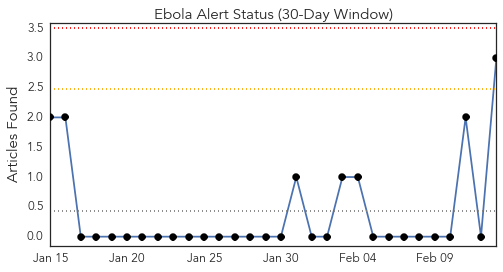 Ebola Alert Status (30-Day Window)
Articles Found
3.5
3.0
2.5
2.0
1.5
1.0
0.5
0.0
Jan 15 Jan 20 Jan 25 Jan 30 Feb 04 Feb 09